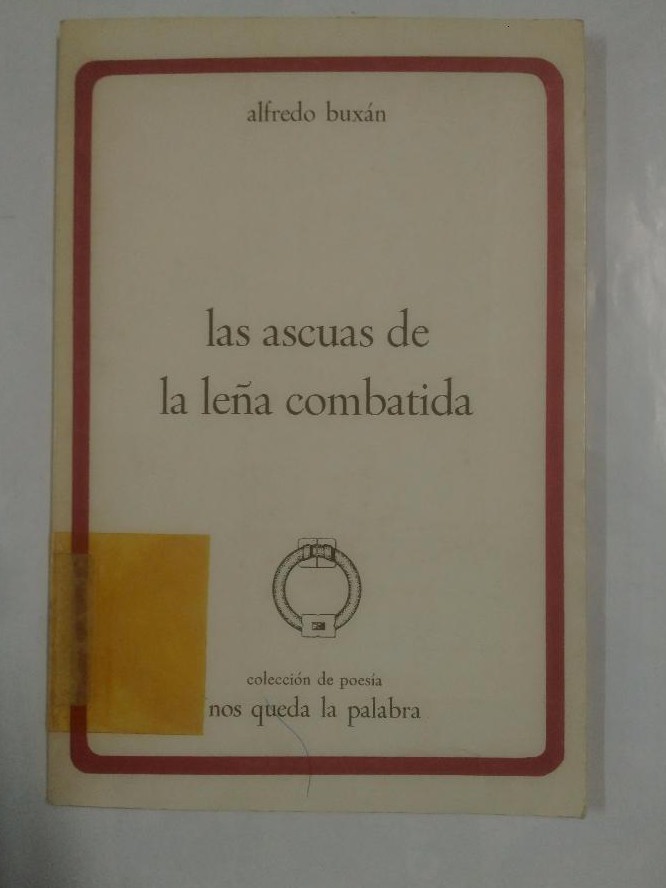 alfredo buxán
las ascuas de
la leña combatida
colección de poesía
nos queda la palabra